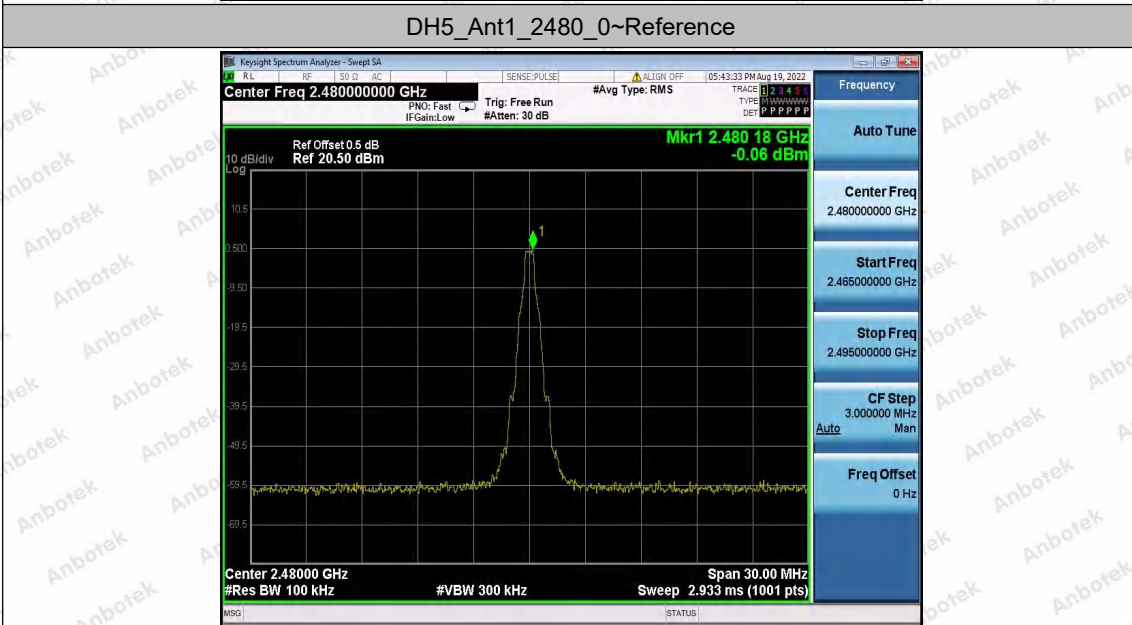 DH5_Ant1_2480_0~Reference
Keysight Spectrum Analyzer - Swept SA
RL RF 50 Ω AC SENSE:PULSE ALIGN OFF 05:43:33 PM Aug 19, 2022
Center Freq 2.480000000 GHz
PNO: Fast
IFGain:Low
Trig: Free Run
#Atten: 30 dB
#Avg Type: RMS
TRACE 1 2 3 4 5 6
TYPE M W W W W W
DET P P P P P P
Mkr1 2.480 18 GHz
-0.06 dBm
Ref Offset 0.5 dB
10 dB/div Ref 20.50 dBm
Log
10.5
0.500
-9.50
-19.5
-29.5
-39.5
-49.5
-59.5
-69.5
1
Center 2.48000 GHz Span 30.00 MHz
#Res BW 100 kHz #VBW 300 kHz Sweep 2.933 ms (1001 pts)
MSG STATUS
Frequency
Auto Tune
Center Freq
2.480000000 GHz
Start Freq
2.465000000 GHz
Stop Freq
2.495000000 GHz
CF Step
3.000000 MHz
Auto Man
Freq Offset
0 Hz
Anbotek